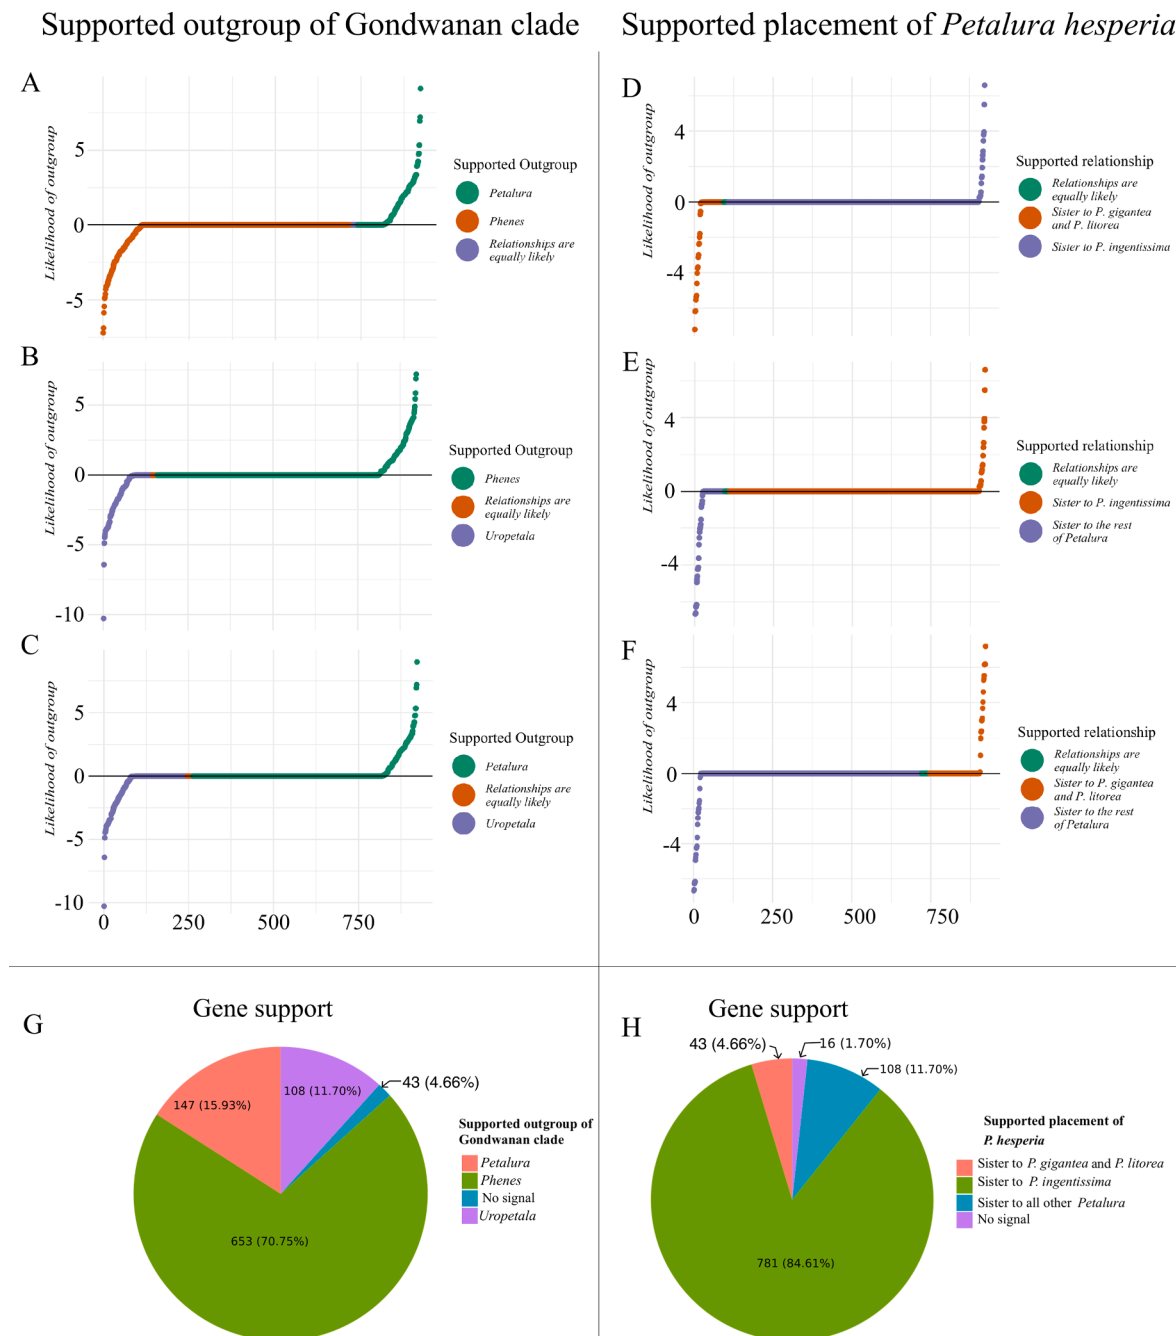 Supported outgroup of Gondwanan clade
Supported placement of Petalura hesperia
A
Likelihood of outgroup
5
0
-5
Supported Outgroup
Petalura
Phenes
Relationships are
equally likely
B
Likelihood of outgroup
5
0
-5
-10
Supported Outgroup
Phenes
Relationships are
equally likely
Uropetala
C
Likelihood of outgroup
5
0
-5
-10
0
250
500
750
Supported Outgroup
Petalura
Relationships are
equally likely
Uropetala
D
Likelihood of outgroup
4
0
-4
Supported relationship
Relationships are
equally likely
Sister to P. gigantea
and P. litorea
Sister to P. ingentissima
E
Likelihood of outgroup
4
0
-4
Supported relationship
Relationships are
equally likely
Sister to P. ingentissima
Sister to the rest
of Petalura
F
Likelihood of outgroup
4
0
-4
0
250
500
750
Supported relationship
Relationships are
equally likely
Sister to P. gigantea
and P. litorea
Sister to the rest
of Petalura
G
Gene support
147 (15.93%)
108 (11.70%)
43 (4.66%)
653 (70.75%)
Supported outgroup of
Gondwanan clade
Petalura
Phenes
No signal
Uropetala
H
Gene support
43 (4.66%)
16 (1.70%)
108 (11.70%)
781 (84.61%)
Supported placement of
P. hesperia
Sister to P. gigantea and P. litorea
Sister to P. ingentissima
Sister to all other Petalura
No signal